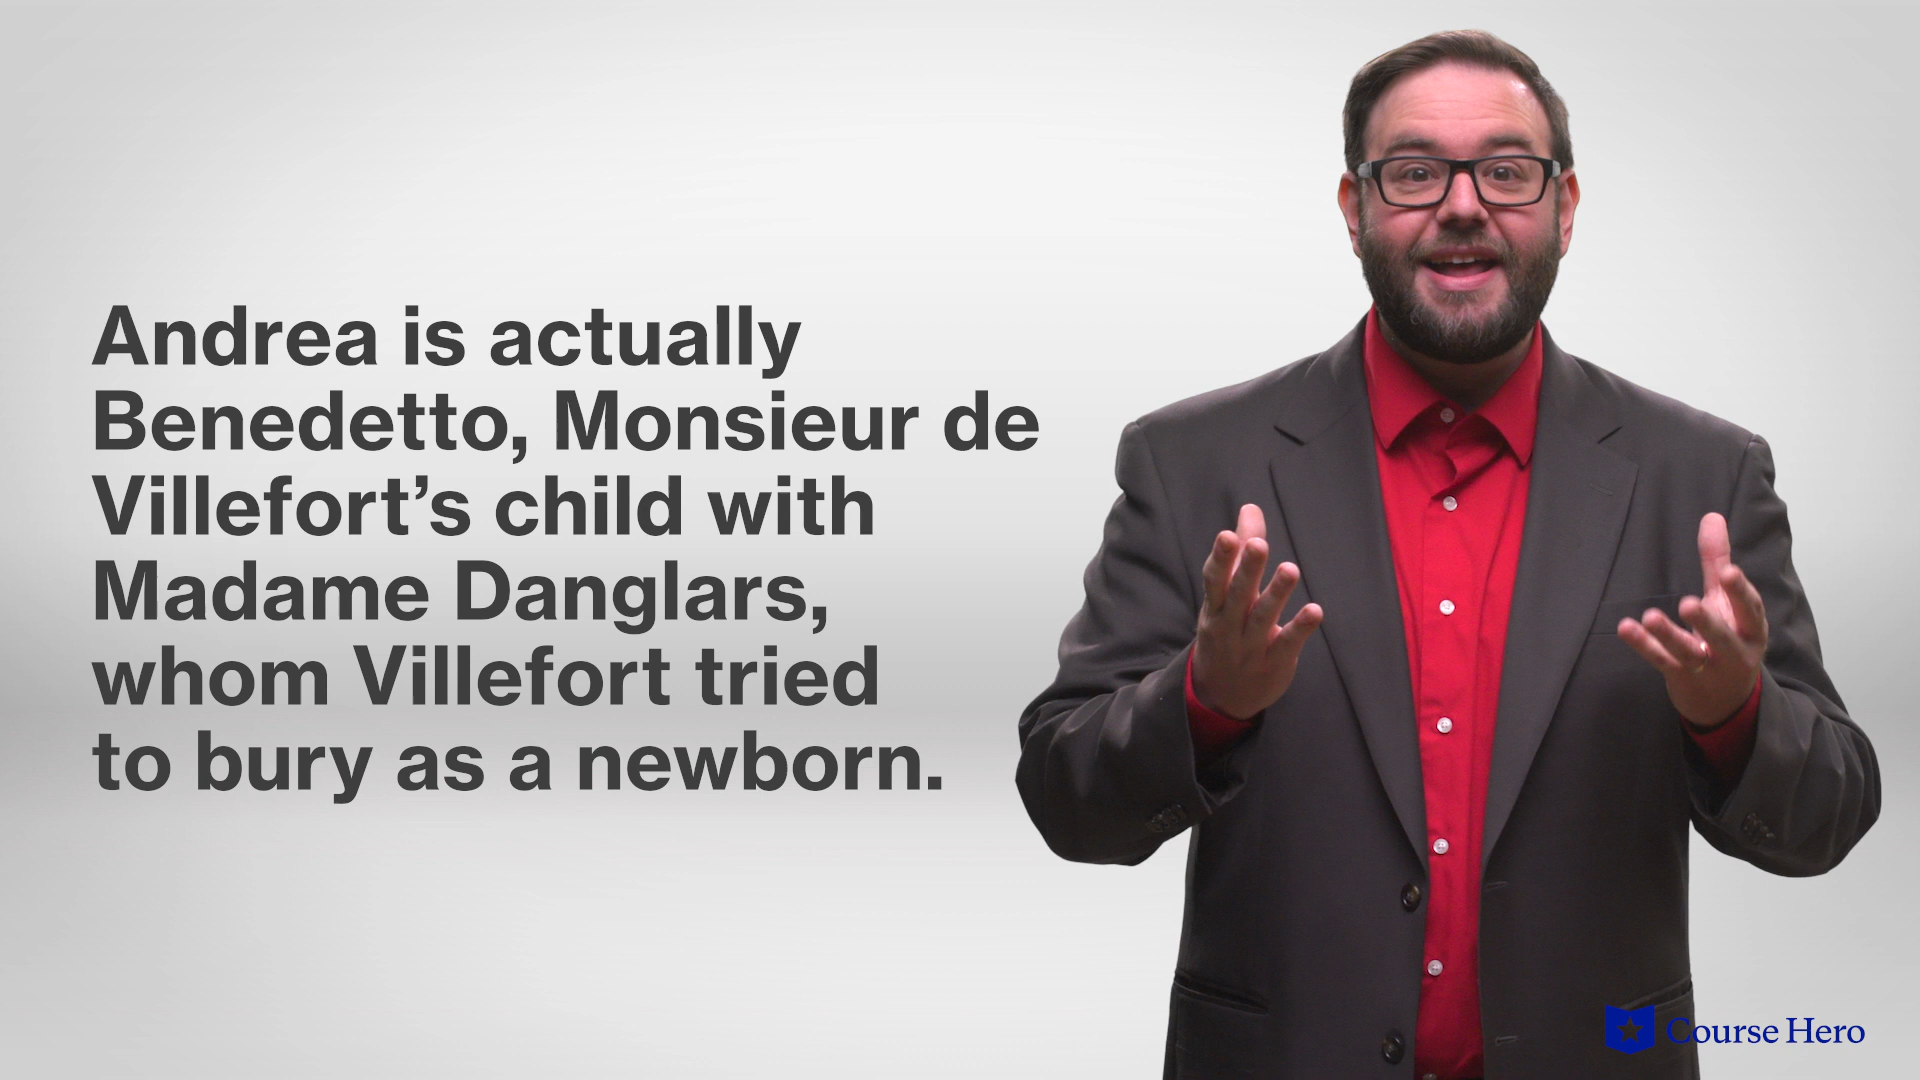 Andrea is actually
Benedetto, Monsieur de
Villefort’s child with
Madame Danglars,
whom Villefort tried
to bury as a newborn.
Course Hero